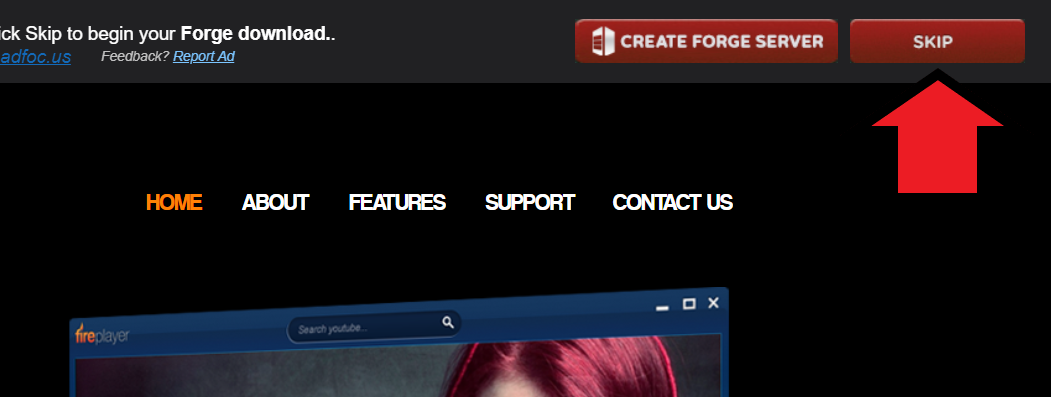 ick Skip to begin your Forge download..
adfoc.us Feedback? Report Ad
CREATE FORGE SERVER
SKIP
HOME ABOUT FEATURES SUPPORT CONTACT US
fireplayer
Search youtube...